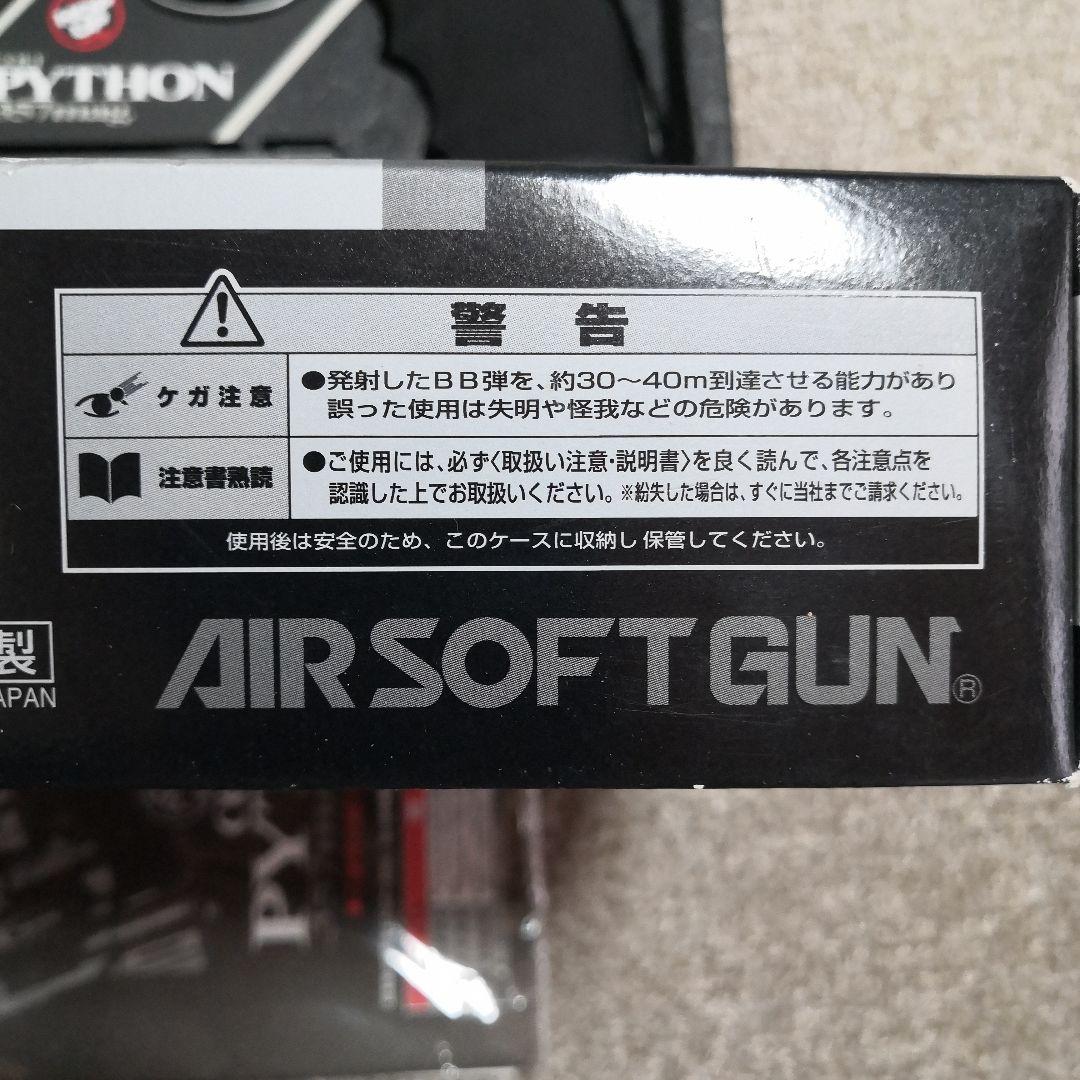 PYTHON
警告
ケガ注意
●発射したBB弾を、約30～40m到達させる能力があり
誤った使用は失明や怪我などの危険があります。
注意書熟読
●ご使用には、必ず〈取扱い注意・説明書〉を良く読んで、各注意点を
認識した上でお取扱いください。※紛失した場合は、すぐに当社までご請求ください。
使用後は安全のため、このケースに収納し保管してください。
製
JAPAN
AIRSOFTGUN®
PY